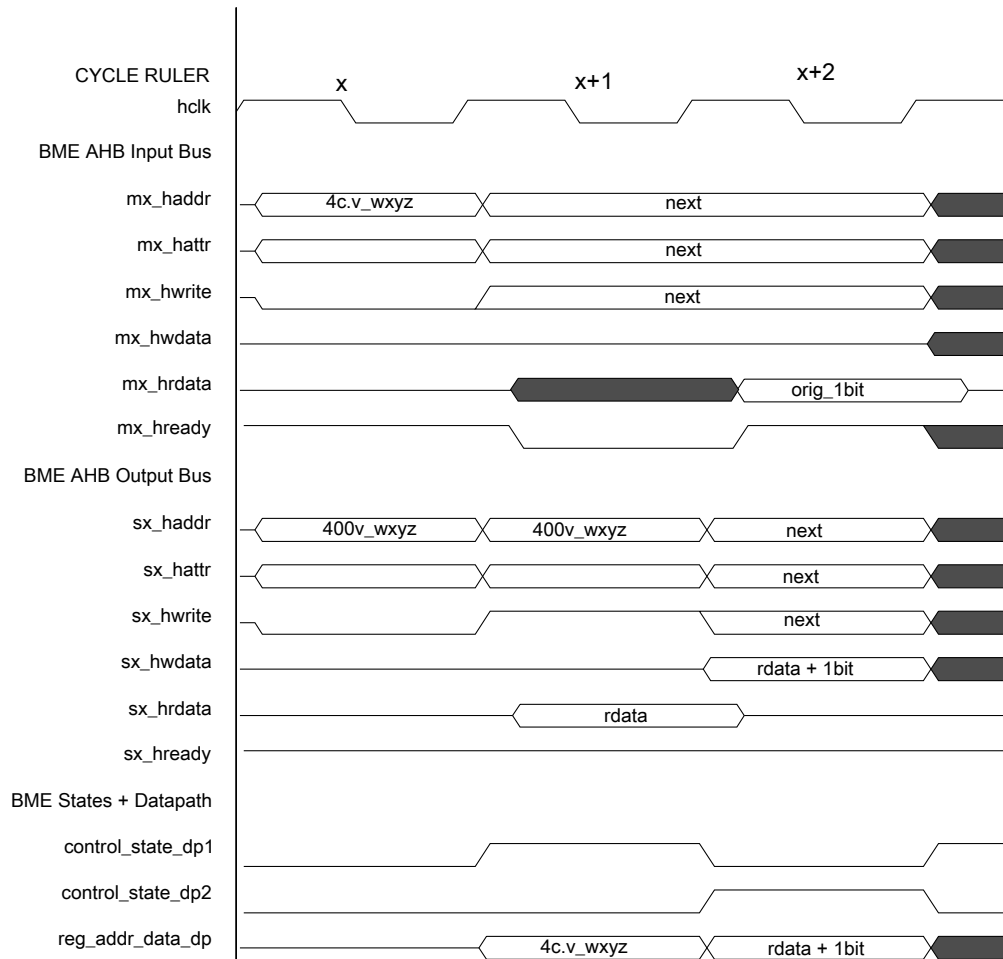 CYCLE RULER x x+1 x+2
hclk
BME AHB Input Bus
mx_haddr 4c.v_wxyz next
mx_hattr next
mx_hwrite next
mx_hwdata
mx_hrdata orig_1bit
mx_hready
BME AHB Output Bus
sx_haddr 400v_wxyz 400v_wxyz next
sx_hattr next
sx_hwrite next
sx_hwdata rdata + 1bit
sx_hrdata rdata
sx_hready
BME States + Datapath
control_state_dp1
control_state_dp2
reg_addr_data_dp 4c.v_wxyz rdata + 1bit